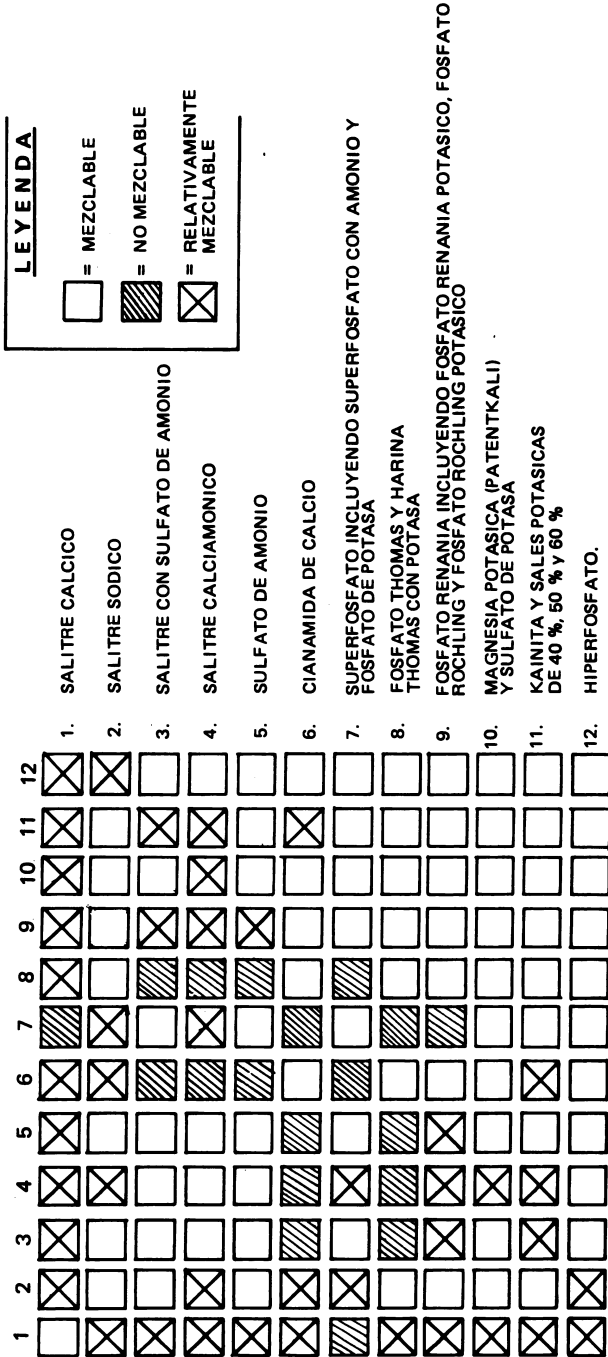 LEYENDA
= MEZCLABLE
= NO MEZCLABLE
= RELATIVAMENTE
MEZCLABLE
1 2 3 4 5 6 7 8 9 10 11 12
1. SALITRE CALCICO
2. SALITRE SODICO
3. SALITRE CON SULFATO DE AMONIO
4. SALITRE CALCIAMONICO
5. SULFATO DE AMONIO
6. CIANAMIDA DE CALCIO
7. SUPERFOSFATO INCLUYENDO SUPERFOSFATO CON AMONIO Y
FOSFATO DE POTASA
8. FOSFATO THOMAS Y HARINA
THOMAS CON POTASA
9. FOSFATO RENANIA INCLUYENDO FOSFATO RENANIA POTASICO, FOSFATO
ROCHLING Y FOSFATO ROCHLING POTASICO
10. MAGNESIA POTASICA (PATENTKALI)
Y SULFATO DE POTASA
11. KAINITA Y SALES POTASICAS
DE 40 %, 50 % y 60 %
12. HIPERFOSFATO.